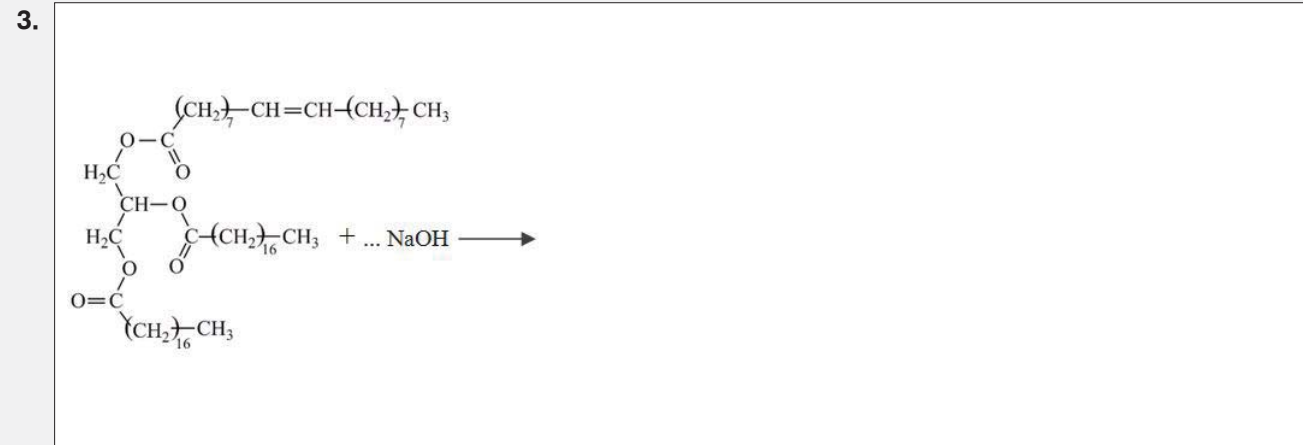 3.
(CH₂)₇—CH=CH—(CH₂)₇—CH₃
O—C
H₂C O
CH—O
H₂C C—(CH₂)₁₆—CH₃ + ... NaOH ⟶
O O
O=C
(CH₂)₁₆—CH₃